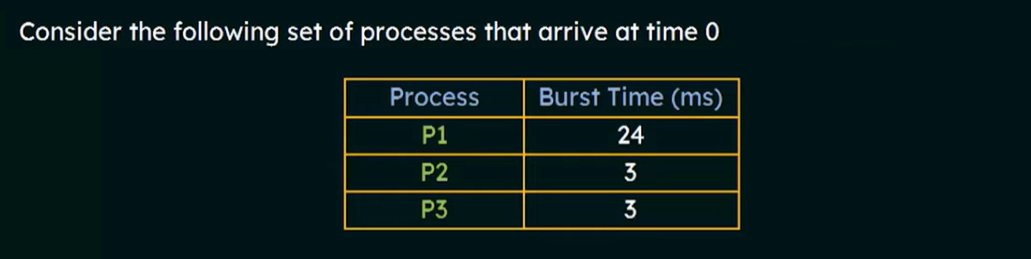 Consider the following set of processes that arrive at time 0
Process Burst Time (ms)
P1 24
P2 3
P3 3